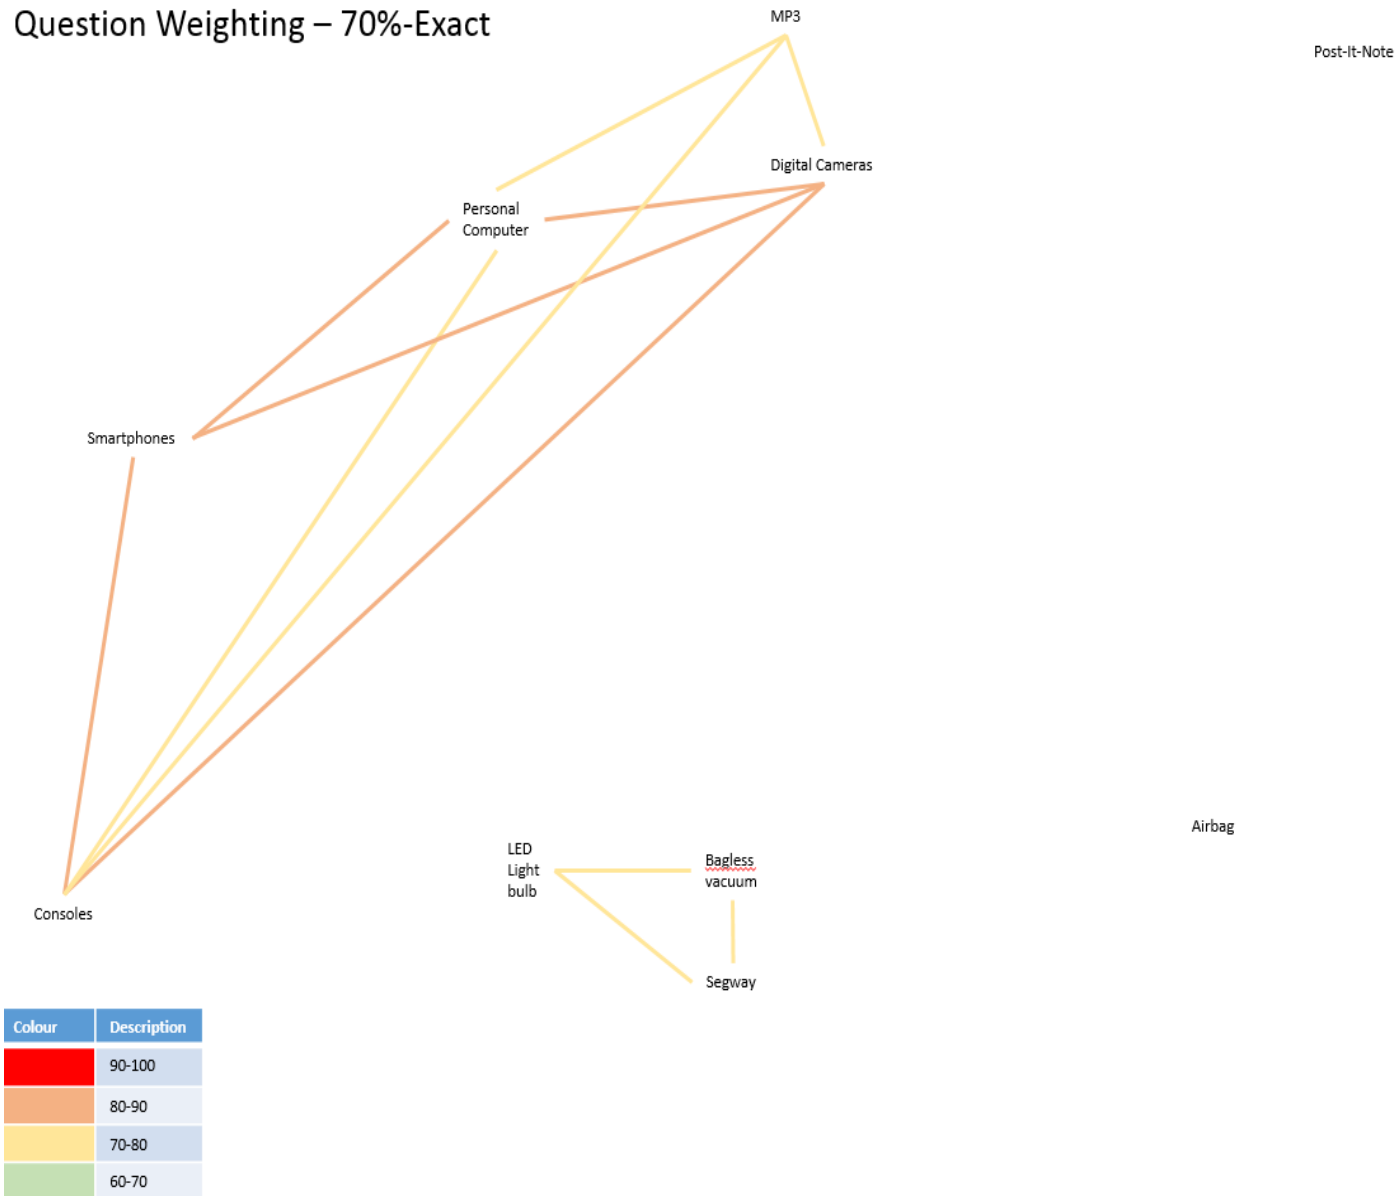 Question Weighting – 70%-Exact
MP3
Post-It-Note
Digital Cameras
Personal
Computer
Smartphones
Airbag
LED
Light
bulb
Bagless
vacuum
Consoles
Segway
Colour Description
90-100
80-90
70-80
60-70